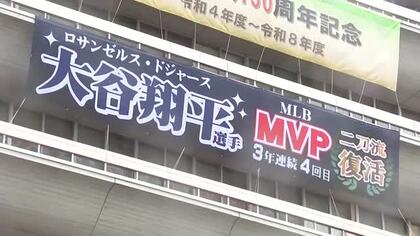 周年記念
令和4年度～令和8年度
ロサンゼルス・ドジャース
大谷翔平選手
MLB
MVP
3年連続4回目
二刀流
復活